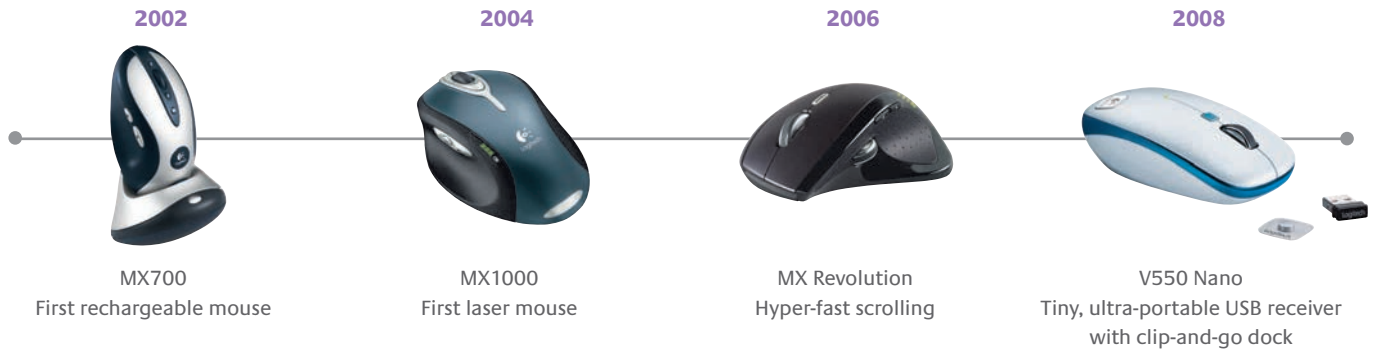 2002
2004
2006
2008
MX700
First rechargeable mouse
MX1000
First laser mouse
MX Revolution
Hyper-fast scrolling
V550 Nano
Tiny, ultra-portable USB receiver
with clip-and-go dock
Logitech